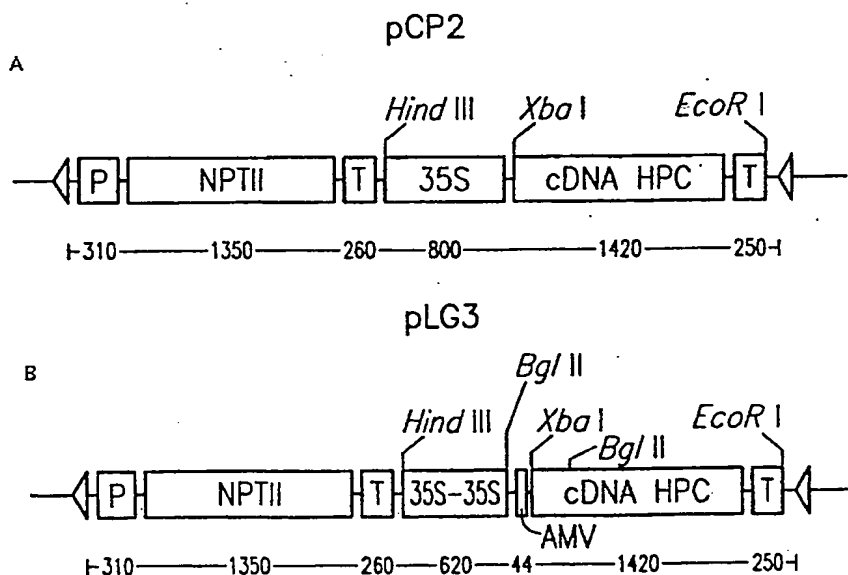 pCP2
A
Hind III
Xba I
EcoR I
P
NPTII
T
35S
cDNA HPC
T
310
1350
260
800
1420
250
pLG3
B
Bgl II
Hind III
Xba I
EcoR I
Bgl II
P
NPTII
T
35S-35S
cDNA HPC
T
AMV
310
1350
260
620
44
1420
250